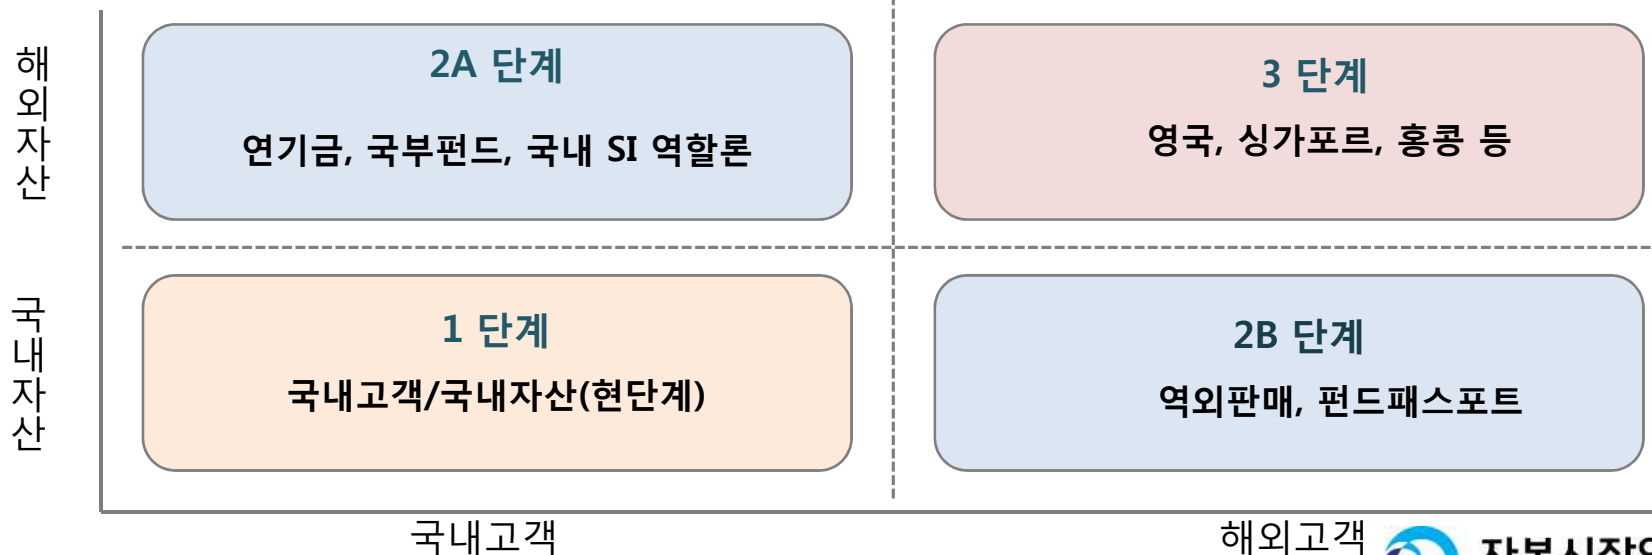 해외자산
2A 단계
연기금, 국부펀드, 국내 SI 역할론
3 단계
영국, 싱가포르, 홍콩 등
국내자산
1 단계
국내고객/국내자산(현단계)
2B 단계
역외판매, 펀드패스포트
국내고객
해외고객